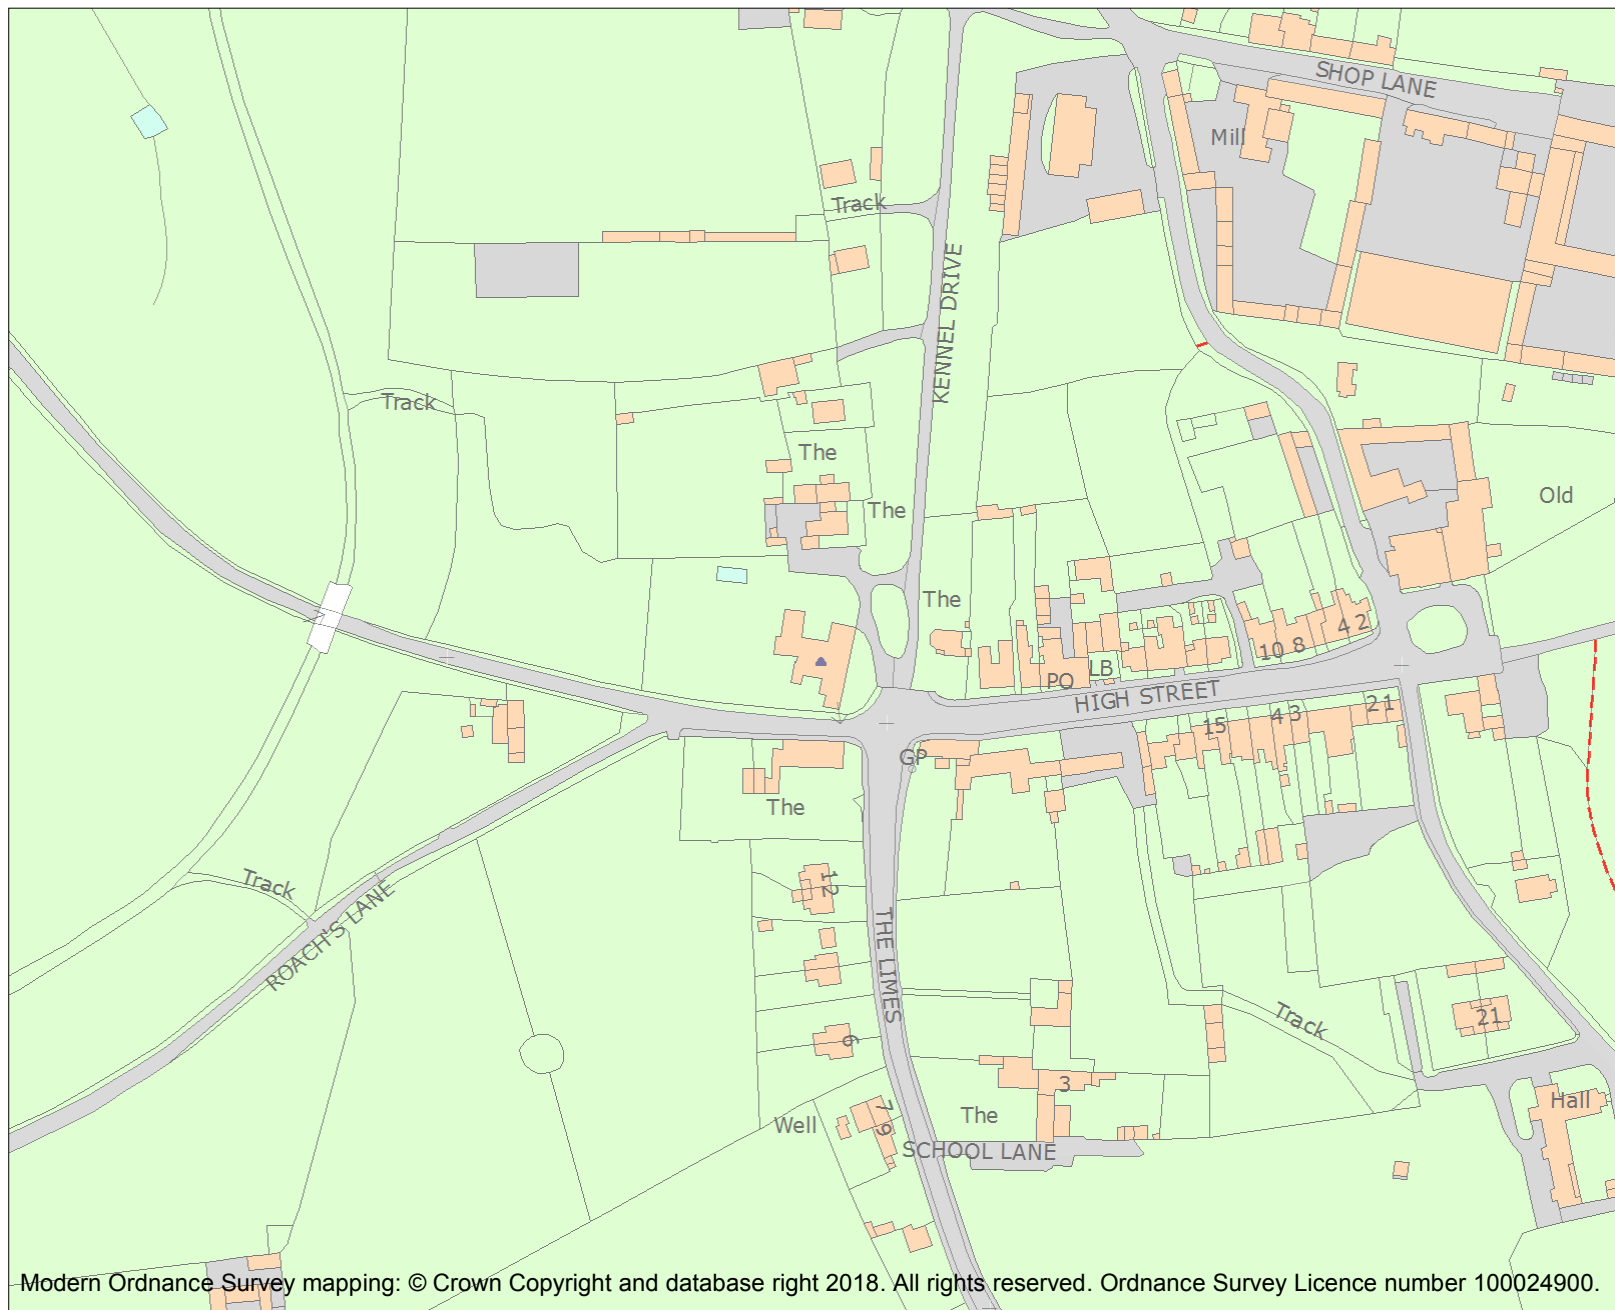 SHOP LANE
Mill
Track
KENNEL DRIVE
Track
The
Old
The
The
4 2
10 8
LB
PO
HIGH STREET
2 1
4 3
15
GP
The
Track
12
ROACH'S LANE
THE LIMES
Track
21
6
3
Hall
7 9
The
Well
SCHOOL LANE
Modern Ordnance Survey mapping: © Crown Copyright and database right 2018. All rights reserved. Ordnance Survey Licence number 100024900.